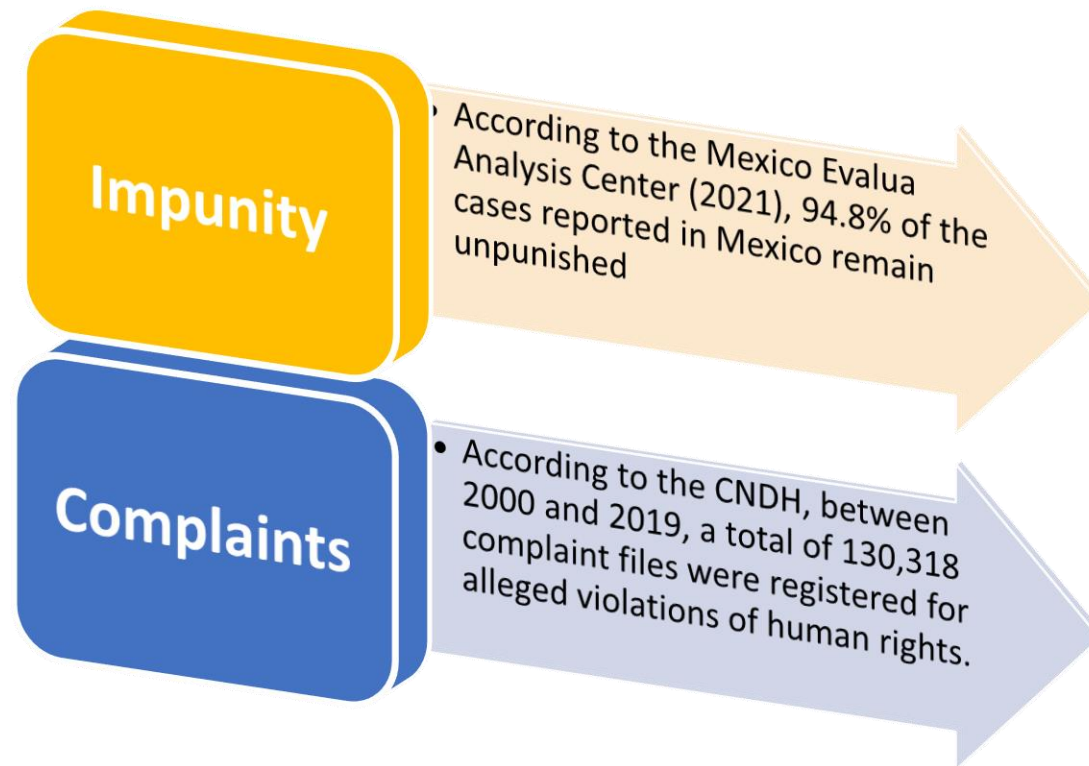 Impunity
• According to the Mexico Evalua
Analysis Center (2021), 94.8% of the
cases reported in Mexico remain
unpunished
Complaints
• According to the CNDH, between
2000 and 2019, a total of 130,318
complaint files were registered for
alleged violations of human rights.